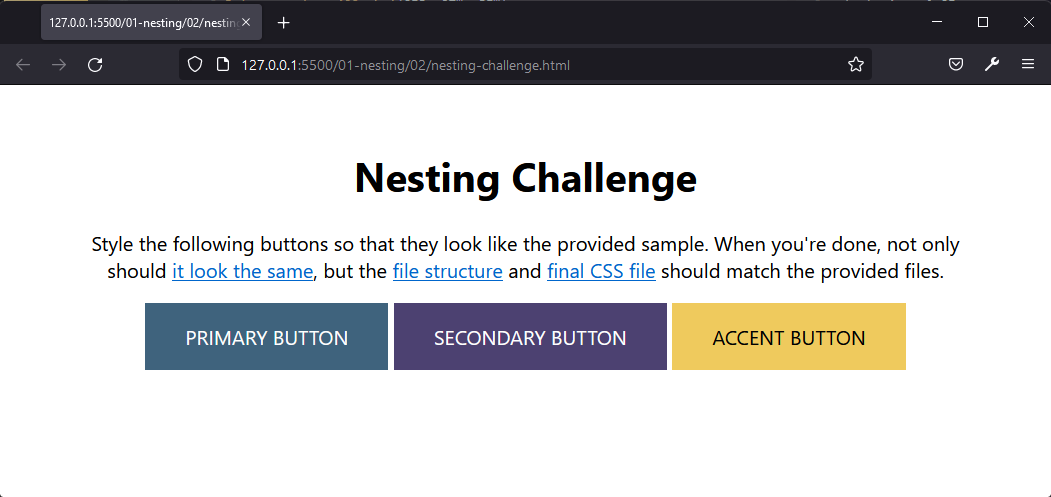 127.0.0.1:5500/01-nesting/02/nesting
127.0.0.1:5500/01-nesting/02/nesting-challenge.html
Nesting Challenge
Style the following buttons so that they look like the provided sample. When you're done, not only
should it look the same, but the file structure and final CSS file should match the provided files.
PRIMARY BUTTON SECONDARY BUTTON ACCENT BUTTON